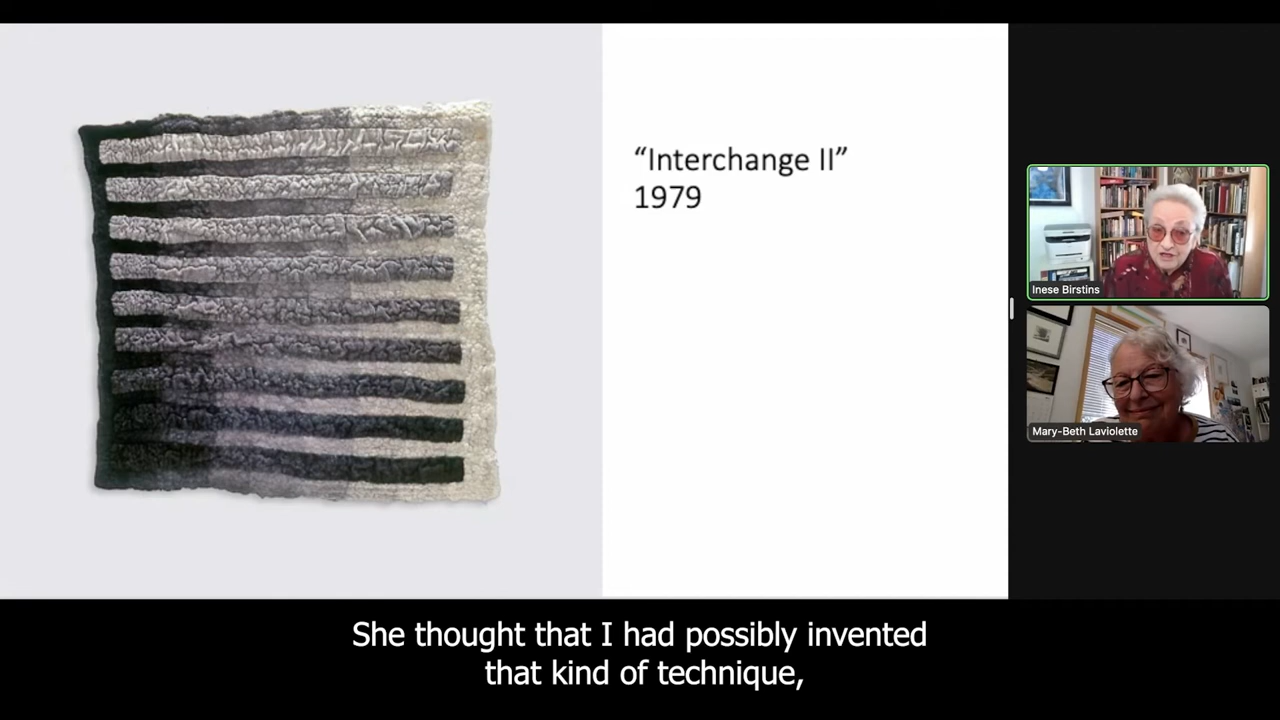 “Interchange II”
1979
Inese Birstins
Mary-Beth Laviolette
She thought that I had possibly invented
that kind of technique,